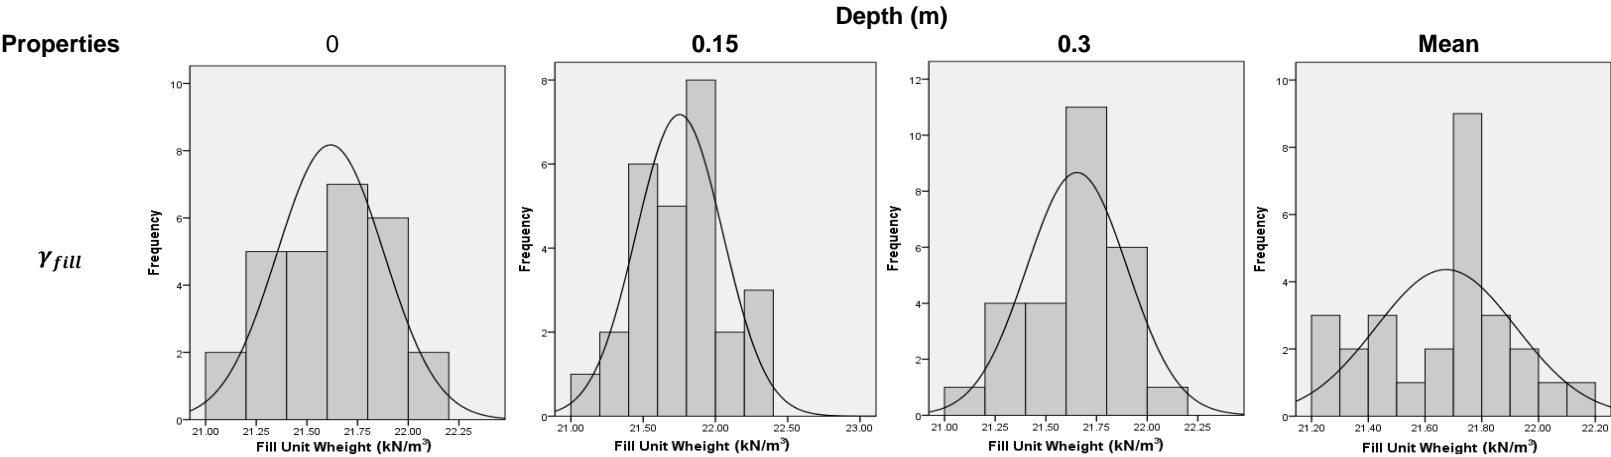 Depth (m)
Properties 0 0.15 0.3 Mean
γfill
Frequency
10
8
6
4
2
0
21.00 21.25 21.50 21.75 22.00 22.25
Fill Unit Wheight (kN/m³)
Frequency
8
6
4
2
0
21.00 21.50 22.00 22.50 23.00
Fill Unit Wheight (kN/m³)
Frequency
12
10
8
6
4
2
0
21.00 21.25 21.50 21.75 22.00 22.25
Fill Unit Wheight (kN/m³)
Frequency
10
8
6
4
2
0
21.20 21.40 21.60 21.80 22.00 22.20
Fill Unit Wheight (kN/m³)